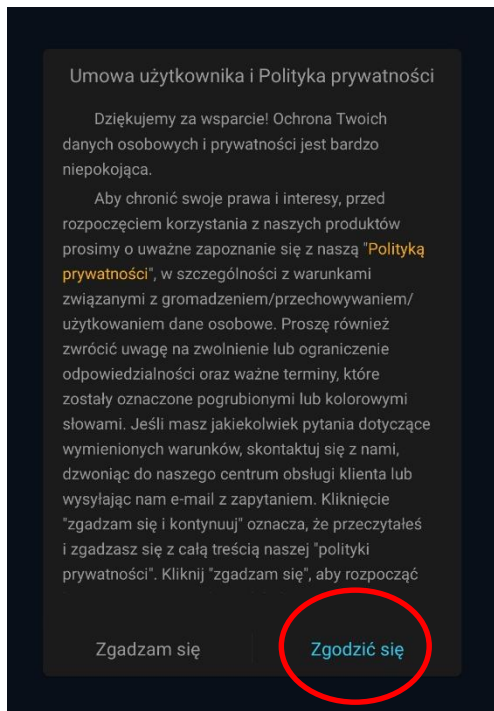 Umowa użytkownika i Polityka prywatności
Dziękujemy za wsparcie! Ochrona Twoich
danych osobowych i prywatności jest bardzo
niepokojąca.
Aby chronić swoje prawa i interesy, przed
rozpoczęciem korzystania z naszych produktów
prosimy o uważne zapoznanie się z naszą "Polityką
prywatności", w szczególności z warunkami
związanymi z gromadzeniem/przechowywaniem/
użytkowaniem dane osobowe. Proszę również
zwrócić uwagę na zwolnienie lub ograniczenie
odpowiedzialności oraz ważne terminy, które
zostały oznaczone pogrubionymi lub kolorowymi
słowami. Jeśli masz jakiekolwiek pytania dotyczące
wymienionych warunków, skontaktuj się z nami,
dzwoniąc do naszego centrum obsługi klienta lub
wysyłając nam e-mail z zapytaniem. Kliknięcie
"zgadzam się i kontynuuj" oznacza, że przeczytałeś
i zgadzasz się z całą treścią naszej "polityki
prywatności". Kliknij "zgadzam się", aby rozpocząć
Zgadzam się
Zgodzić się